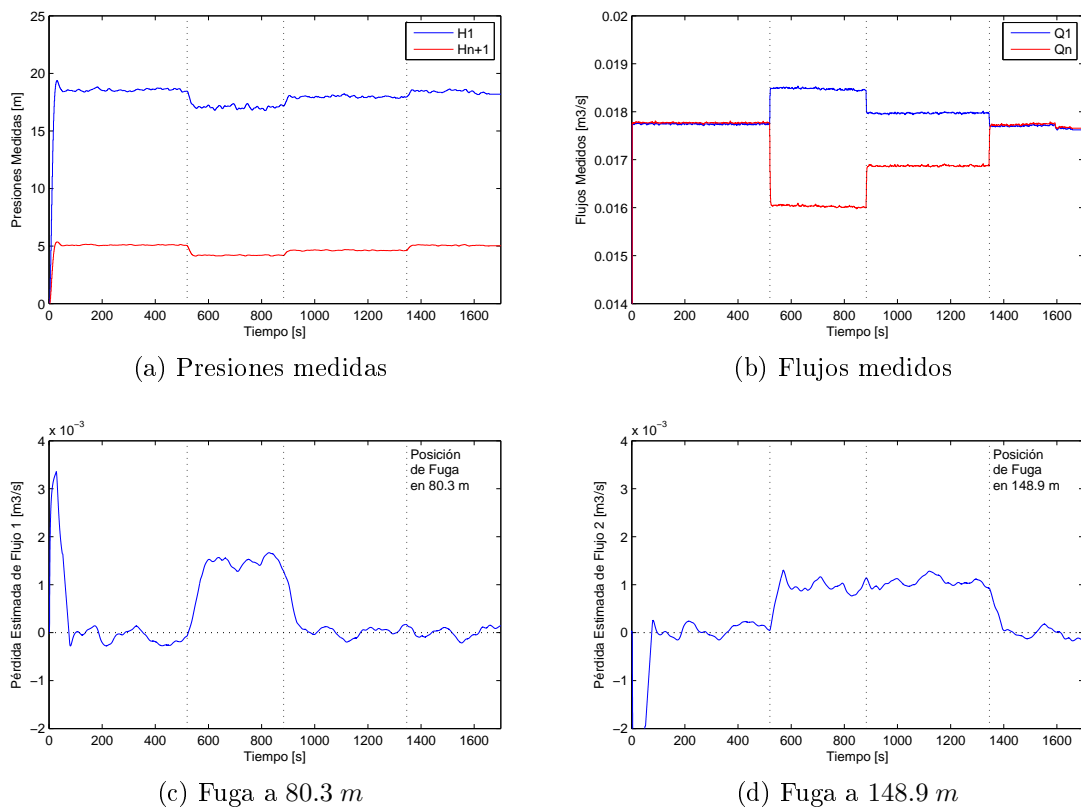 25
20
15
10
5
0
0 200 400 600 800 1000 1200 1400 1600
Tiempo [s]
Presiones Medidas [m]
H1
Hn+1
(a) Presiones medidas
0.02
0.019
0.018
0.017
0.016
0.015
0.014
0 200 400 600 800 1000 1200 1400 1600
Tiempo [s]
Flujos Medidos [m3/s]
Q1
Qn
(b) Flujos medidos
x 10−3
4
3
2
1
0
−1
−2
0 200 400 600 800 1000 1200 1400 1600
Tiempo [s]
Pérdida Estimada de Flujo 1 [m3/s]
Posición
de Fuga
en 80.3 m
(c) Fuga a 80.3 m
x 10−3
4
3
2
1
0
−1
−2
0 200 400 600 800 1000 1200 1400 1600
Tiempo [s]
Pérdida Estimada de Flujo 2 [m3/s]
Posición
de Fuga
en 148.9 m
(d) Fuga a 148.9 m